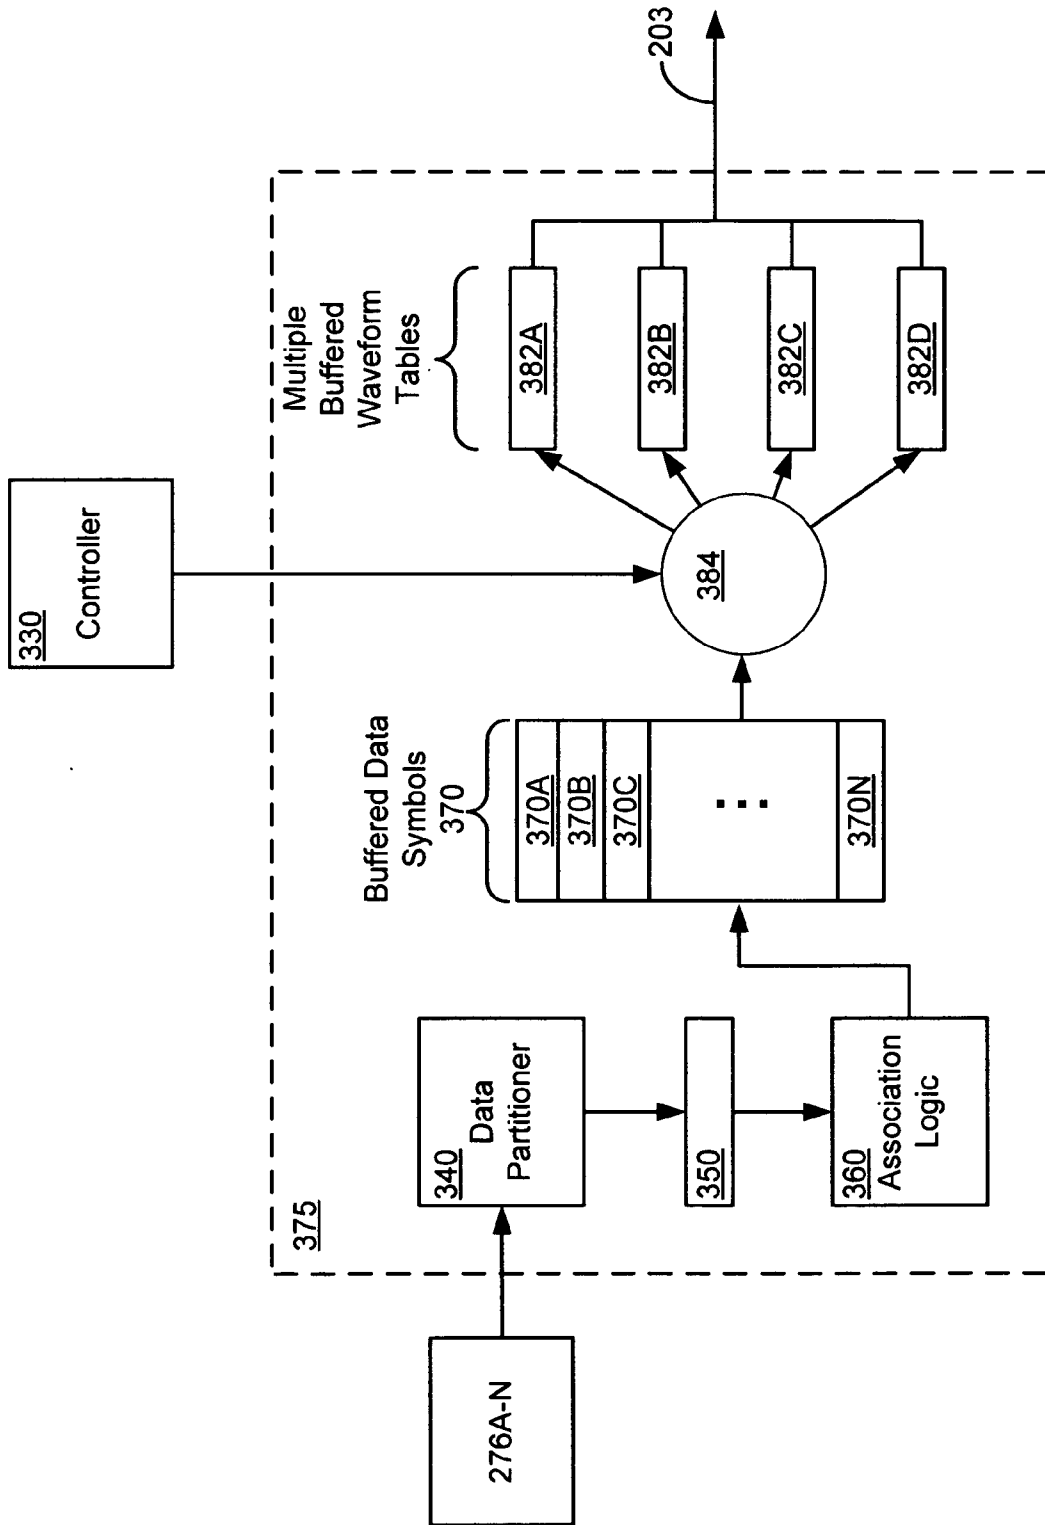 330
Controller
375
276A-N
340
Data
Partitioner
350
360
Association
Logic
Buffered Data
Symbols
370
370A
370B
370C
...
370N
384
Multiple
Buffered
Waveform
Tables
382A
382B
382C
382D
203